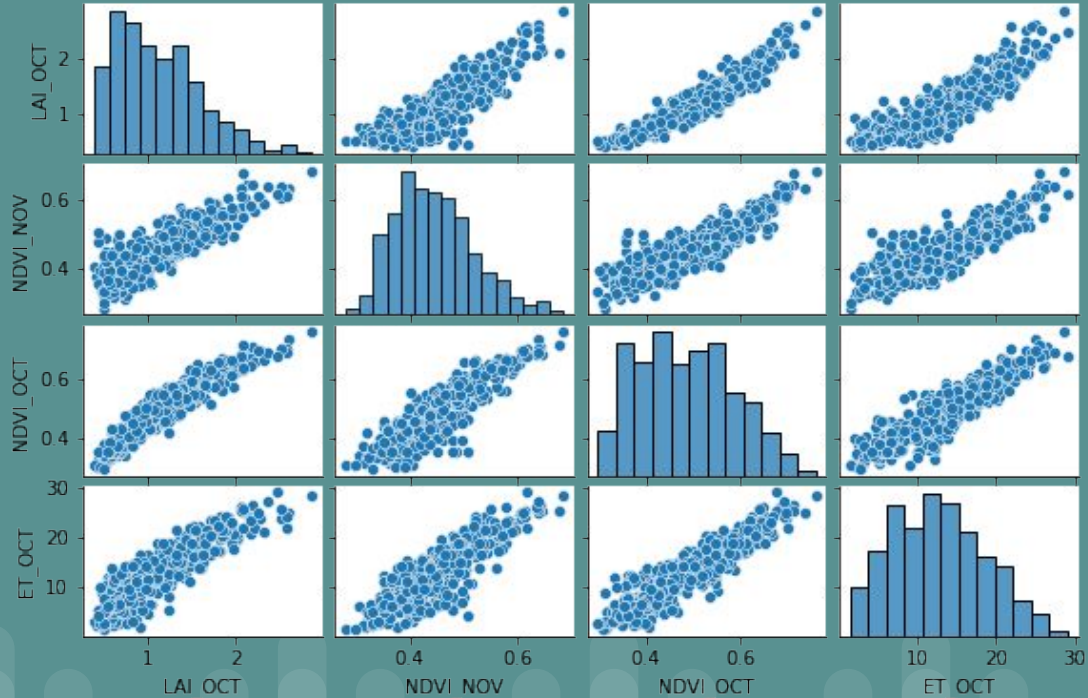 LAI_OCT
2
1
NDVI_NOV
0.6
0.4
NDVI_OCT
0.6
0.4
ET_OCT
30
20
10
1 2 0.4 0.6 0.4 0.6 10 20 30
LAI_OCT NDVI_NOV NDVI_OCT ET_OCT